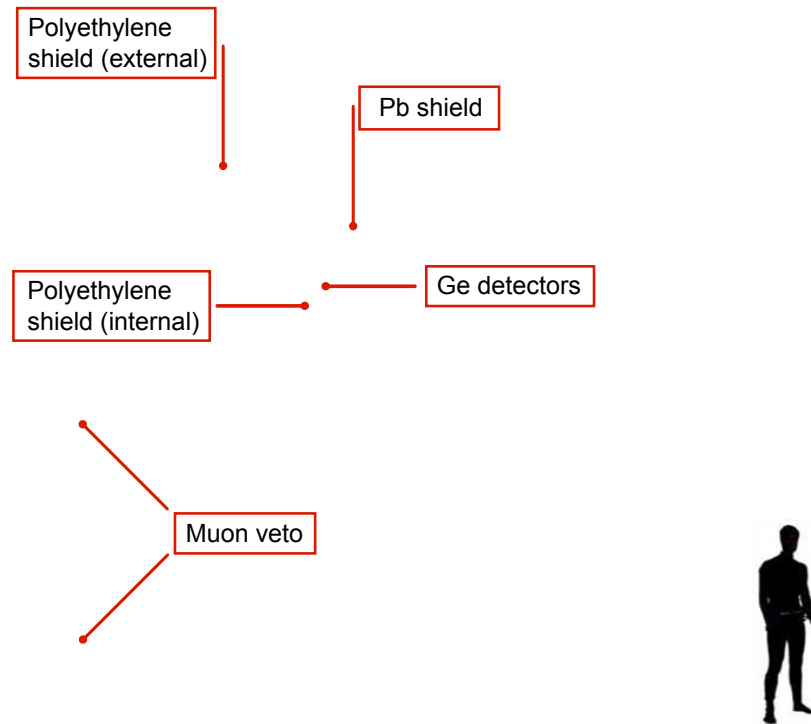 Polyethylene
shield (external)
Pb shield
Polyethylene
shield (internal)
Ge detectors
Muon veto